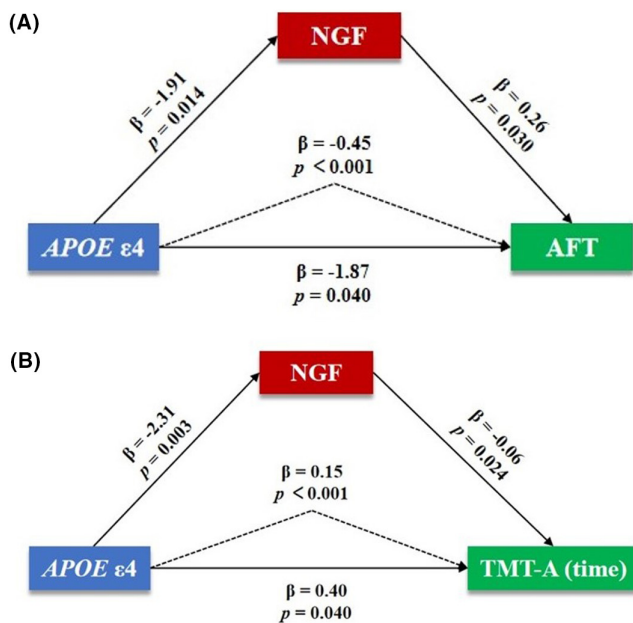 (A)
NGF
β = -1.91
p = 0.014
β = 0.26
p = 0.030
β = -0.45
p < 0.001
APOE ε4
AFT
β = -1.87
p = 0.040
(B)
NGF
β = -2.31
p = 0.003
β = -0.06
p = 0.024
β = 0.15
p < 0.001
APOE ε4
TMT-A (time)
β = 0.40
p = 0.040